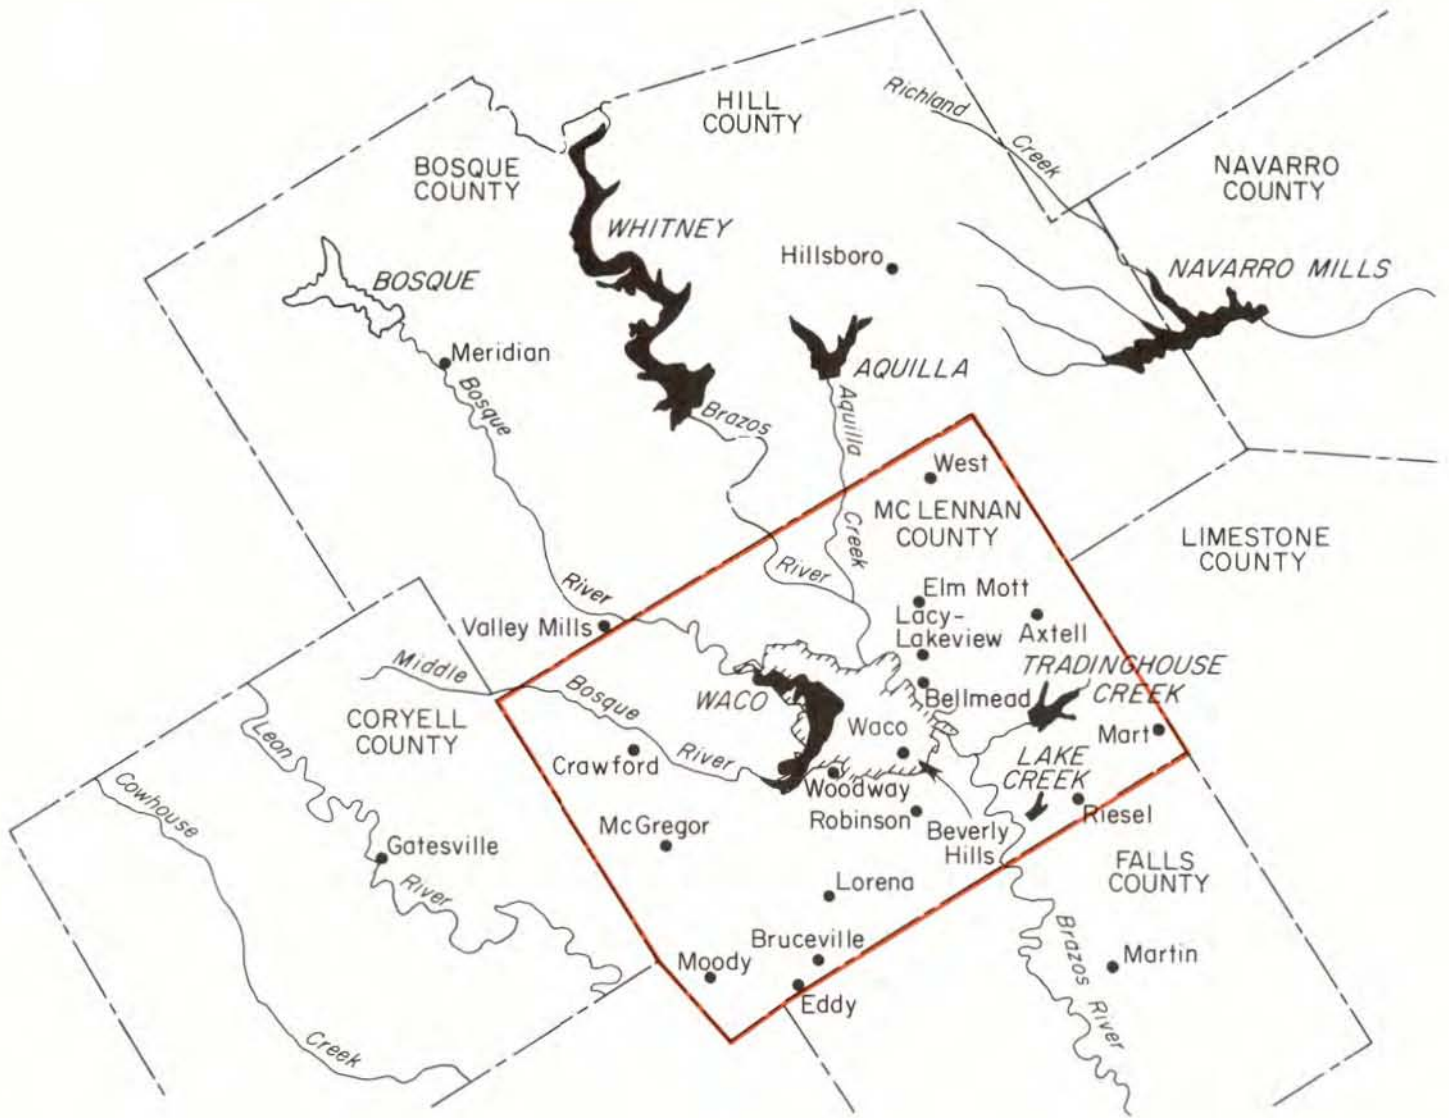 HILL
COUNTY
Richland
Creek
BOSQUE
COUNTY
NAVARRO
COUNTY
WHITNEY
Hillsboro
NAVARRO MILLS
BOSQUE
Meridian
AQUILLA
Bosque
Brazos
Aquilla
West
MC LENNAN
COUNTY
Creek
LIMESTONE
COUNTY
River
River
Elm Mott
Lacy-
Lakeview
Axtell
Valley Mills
Middle
Bosque
River
TRADINGHOUSE
CREEK
Bellmead
WACO
Waco
CORYELL
COUNTY
Leon
Mart
Crawford
LAKE
CREEK
Woodway
Cowhouse
Robinson
Riesel
McGregor
Beverly
Hills
Gatesville
River
FALLS
COUNTY
Lorena
Brazos
River
Bruceville
Martin
Moody
Eddy
Creek